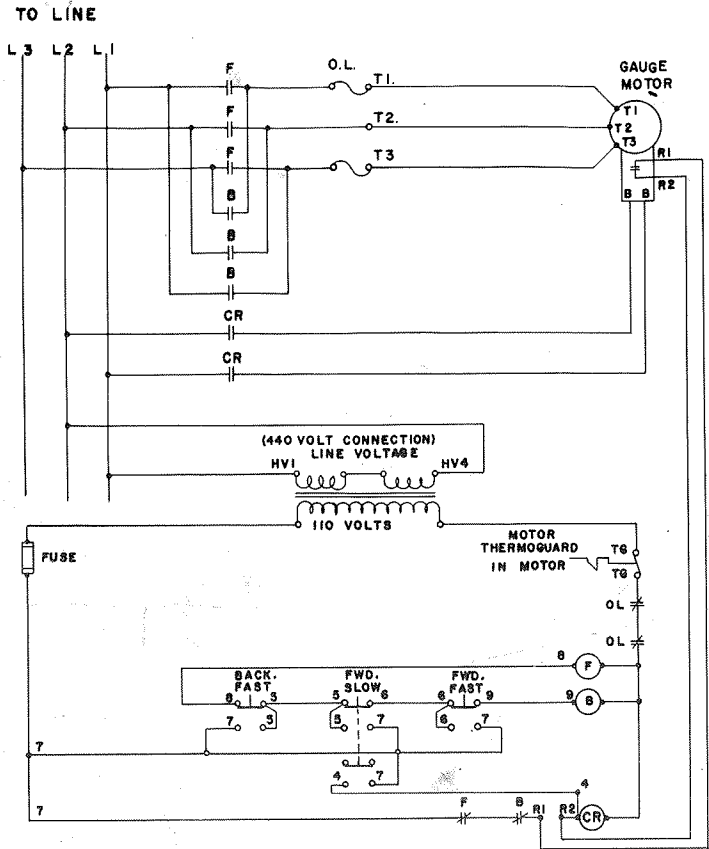 TO LINE
L3 L2 L1
F
O.L.
T1.
GAUGE
MOTOR
F
T2.
T1
T2
T3
F
T3
R1
R2
B
B B
B
B
CR
CR
(440 VOLT CONNECTION)
LINE VOLTAGE
HV1 HV4
110 VOLTS
FUSE
MOTOR
THERMOGUARD
IN MOTOR
TG
TG
OL
OL
8 F
BACK.
FAST
FWD.
SLOW
FWD.
FAST
8 5 5 6 6 9 9 B
7 5 5 7 6 7
7
4 7
4
7 F B R1 R2 CR